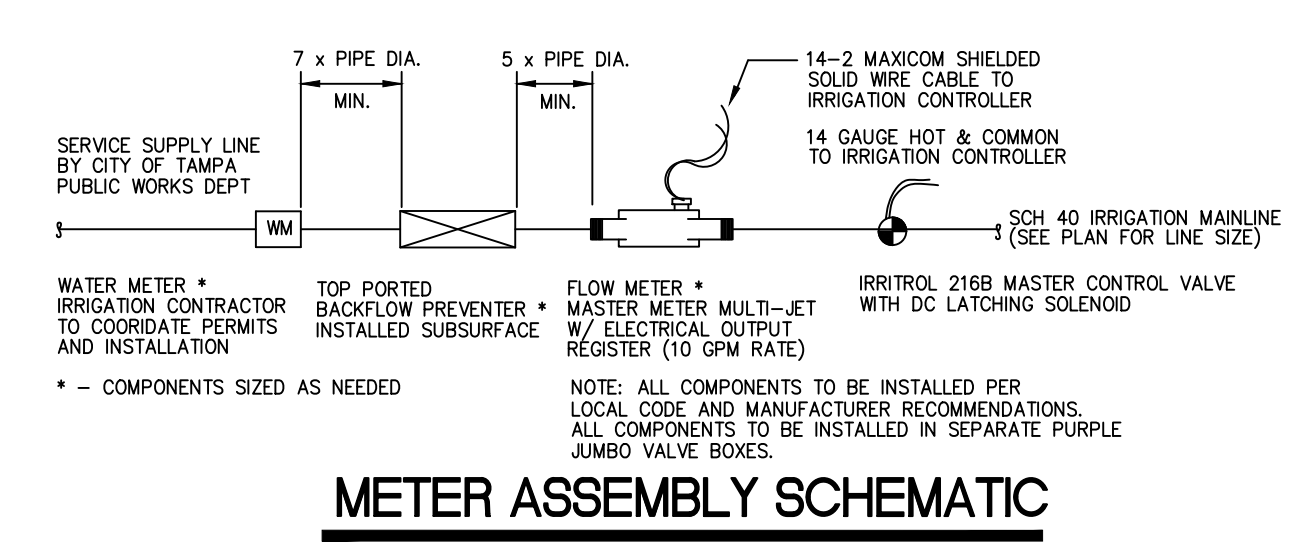 7 x PIPE DIA.
MIN.
5 x PIPE DIA.
MIN.
14-2 MAXICOM SHIELDED
SOLID WIRE CABLE TO
IRRIGATION CONTROLLER
14 GAUGE HOT & COMMON
TO IRRIGATION CONTROLLER
SERVICE SUPPLY LINE
BY CITY OF TAMPA
PUBLIC WORKS DEPT
WM
SCH 40 IRRIGATION MAINLINE
(SEE PLAN FOR LINE SIZE)
WATER METER *
IRRIGATION CONTRACTOR
TO COORIDATE PERMITS
AND INSTALLATION
TOP PORTED
BACKFLOW PREVENTER *
INSTALLED SUBSURFACE
FLOW METER *
MASTER METER MULTI-JET
W/ ELECTRICAL OUTPUT
REGISTER (10 GPM RATE)
IRRITROL 216B MASTER CONTROL VALVE
WITH DC LATCHING SOLENOID
* - COMPONENTS SIZED AS NEEDED
NOTE: ALL COMPONENTS TO BE INSTALLED PER
LOCAL CODE AND MANUFACTURER RECOMMENDATIONS.
ALL COMPONENTS TO BE INSTALLED IN SEPARATE PURPLE
JUMBO VALVE BOXES.
METER ASSEMBLY SCHEMATIC